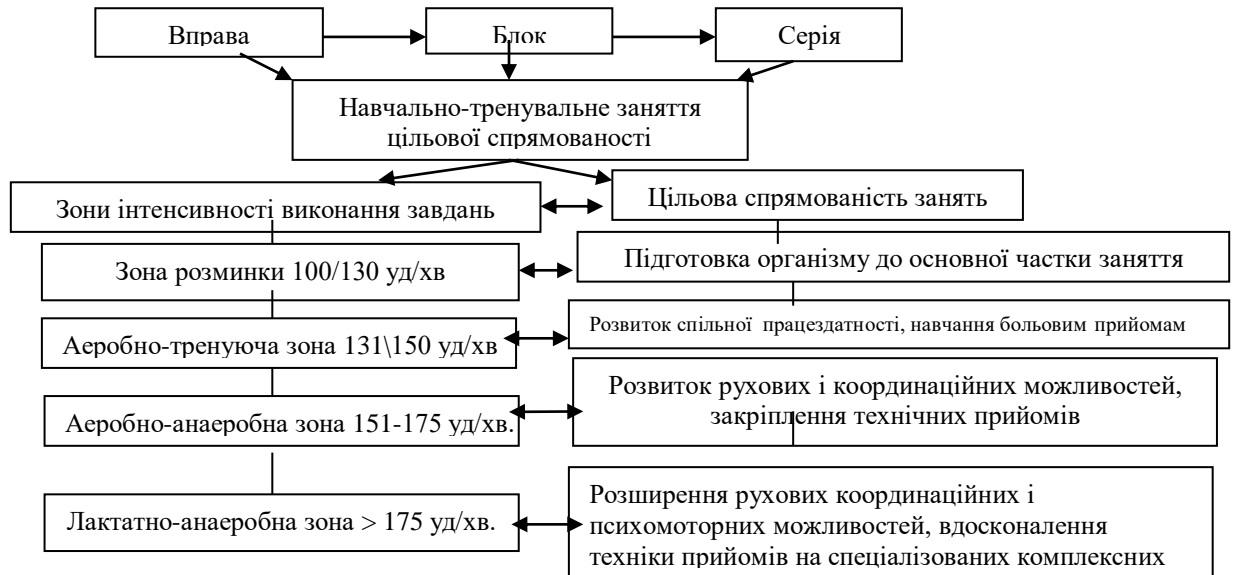 Вправа
Блок
Серія
Навчально-тренувальне заняття
цільової спрямованості
Зони інтенсивності виконання завдань
Цільова спрямованість занять
Зона розминки 100/130 уд/хв
Підготовка організму до основної частки заняття
Аеробно-тренуюча зона 131\150 уд/хв
Розвиток спільної працездатності, навчання больовим прийомам
Аеробно-анаеробна зона 151-175 уд/хв.
Розвиток рухових і координаційних можливостей,
закріплення технічних прийомів
Лактатно-анаеробна зона > 175 уд/хв.
Розширення рухових координаційних і
психомоторних можливостей, вдосконалення
техніки прийомів на спеціалізованих комплексних